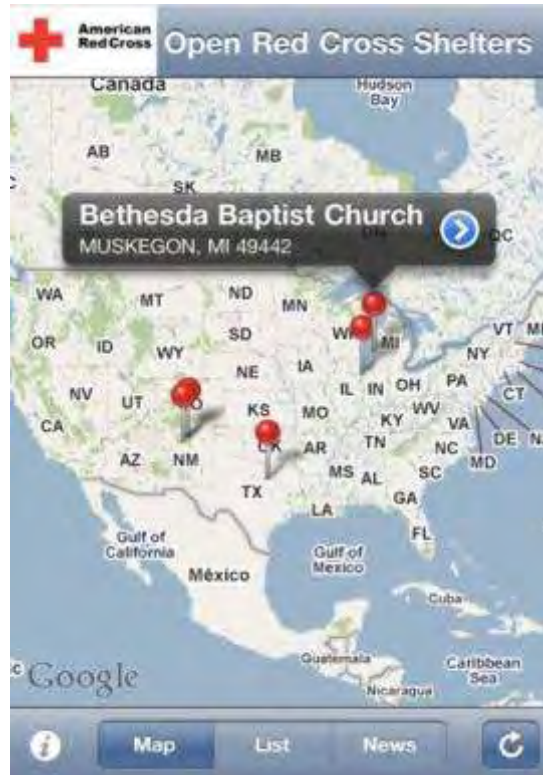 American
Red Cross
Open Red Cross Shelters
Canada
Hudson
Bay
AB
MB
SK
Bethesda Baptist Church
MUSKEGON, MI 49442
ON
QC
WA
MT
ND
MN
OR
ID
WY
SD
WI
MI
VT
NY
NE
IA
NV
UT
IL
IN
OH
PA
CT
CA
KS
MO
KY
WV
VA
DE
AZ
NM
AR
TN
NC
MD
TX
MS
AL
SC
LA
GA
FL
Gulf of
California
Gulf of
Mexico
México
Cuba
Google
Guatemala
Caribbean
Sea
Nicaragua
i
Map
List
News